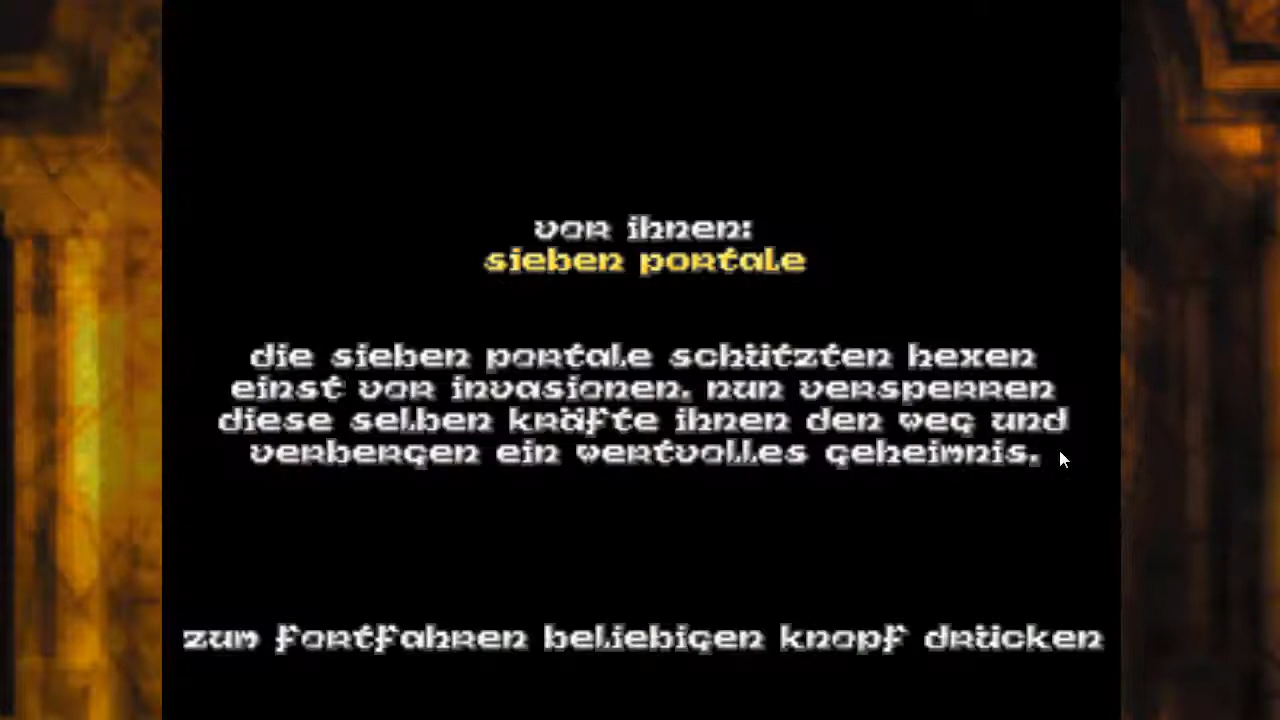 vor ihnen:
sieben portale
die sieben portale schützten hexen
einst vor invasionen. nun versperren
diese selben kräfte ihnen den weg und
verbergen ein wertvolles geheimnis.
zum fortfahren beliebigen knopf drücken